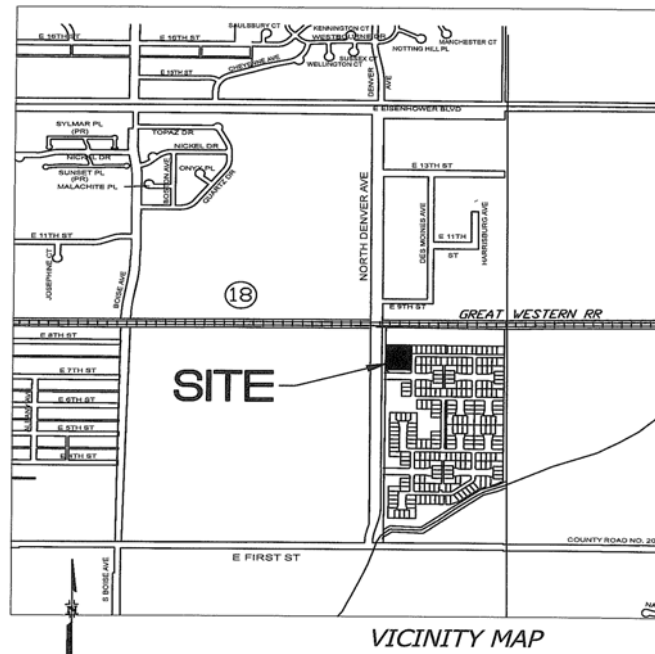 SAULSBURY CT
KENNINGTON CT
MANCHESTER CT
E 16TH ST
E 16TH ST
WESTBOURNE DR
NOTTING HILL PL
SUSSEX CT
WELLINGTON CT
CHEYENNE AVE
E 15TH ST
DENVER AVE
E EISENHOWER BLVD
SYLMAR PL
(PR)
TOPAZ DR
NICKEL DR
NICKEL DR
SUNSET PL
(PR)
MALACHITE PL
BOSTON AVE
ONYX PL
QUARTZ DR
E 13TH ST
E 11TH ST
JOSEPHINE CT
BOISE AVE
NORTH DENVER AVE
DES MOINES AVE
E 11TH
ST
HARRISBURG AVE
18
E 9TH ST
GREAT WESTERN RR
E 8TH ST
E 7TH ST
SITE
E 6TH ST
E 5TH ST
COUNTY ROAD NO. 20
E FIRST ST
S BOISE AVE
N
VICINITY MAP